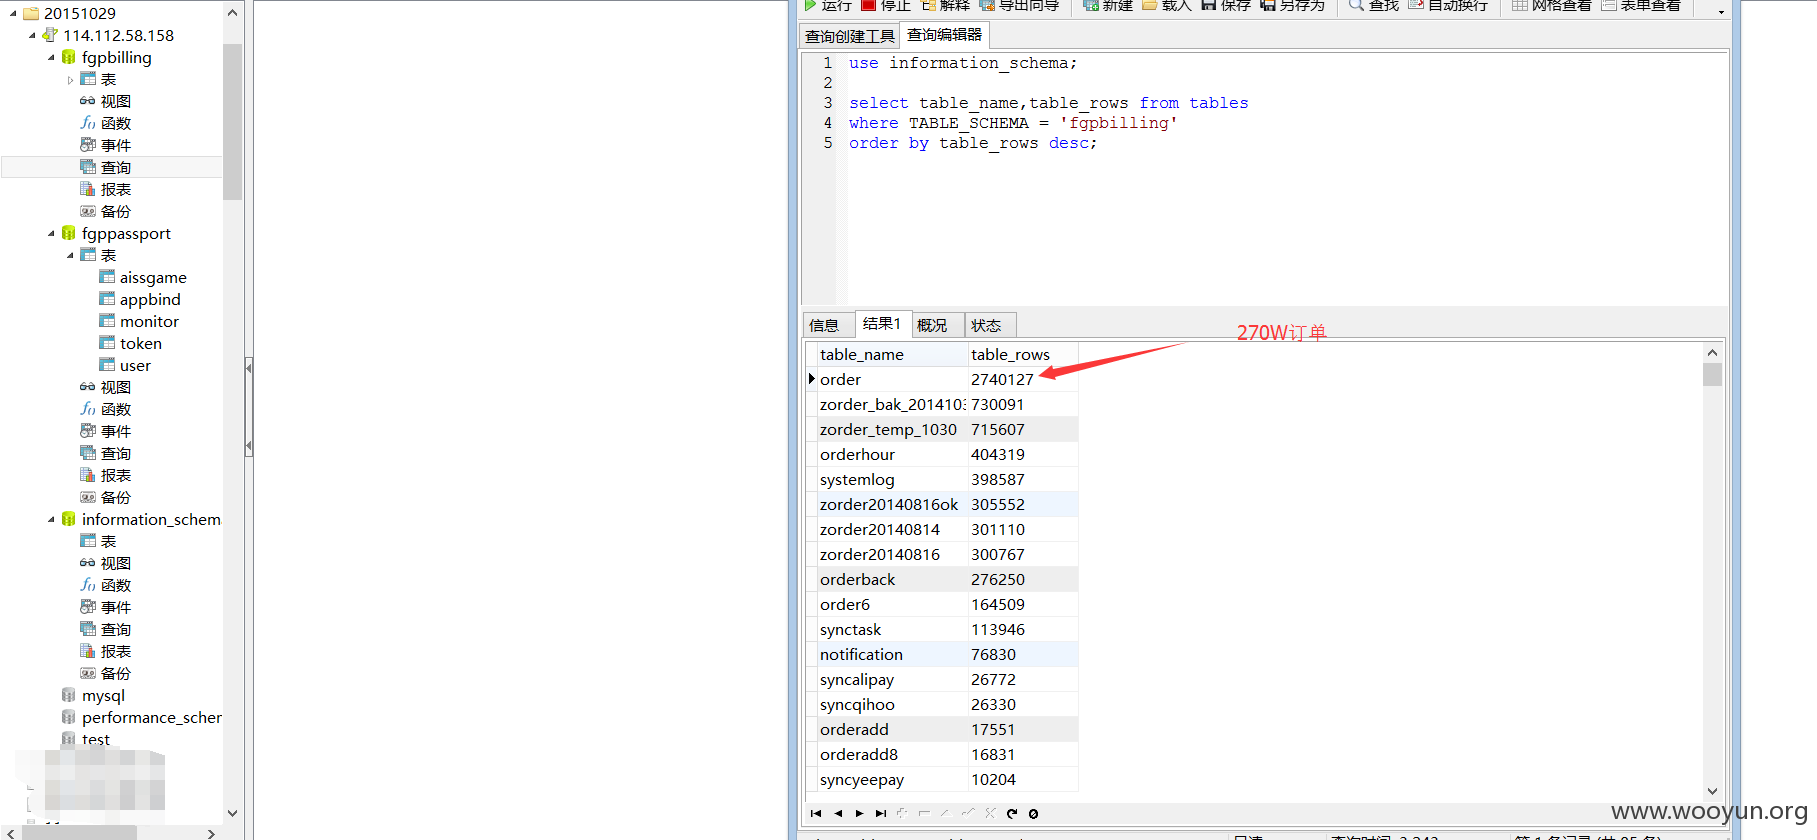 20151029
114.112.58.158
fgpbilling
表
视图
函数
事件
查询
报表
备份
fgppassport
表
aissgame
appbind
monitor
token
user
视图
函数
事件
查询
报表
备份
information_schem
表
视图
函数
事件
查询
报表
备份
mysql
performance_scher
test
运行 停止 解释 导出向导 新建 载入 保存 另存为 查找 自动换行 网格查看 表单查看
查询创建工具 查询编辑器
1 use information_schema;
2
3 select table_name,table_rows from tables
4 where TABLE_SCHEMA = 'fgpbilling'
5 order by table_rows desc;
信息 结果1 概况 状态
270W订单
table_name table_rows
order 2740127
zorder_bak_2014103 730091
zorder_temp_1030 715607
orderhour 404319
systemlog 398587
zorder20140816ok 305552
zorder20140814 301110
zorder20140816 300767
orderback 276250
order6 164509
synctask 113946
notification 76830
syncalipay 26772
syncqihoo 26330
orderadd 17551
orderadd8 16831
syncyeepay 10204
www.wooyun.org